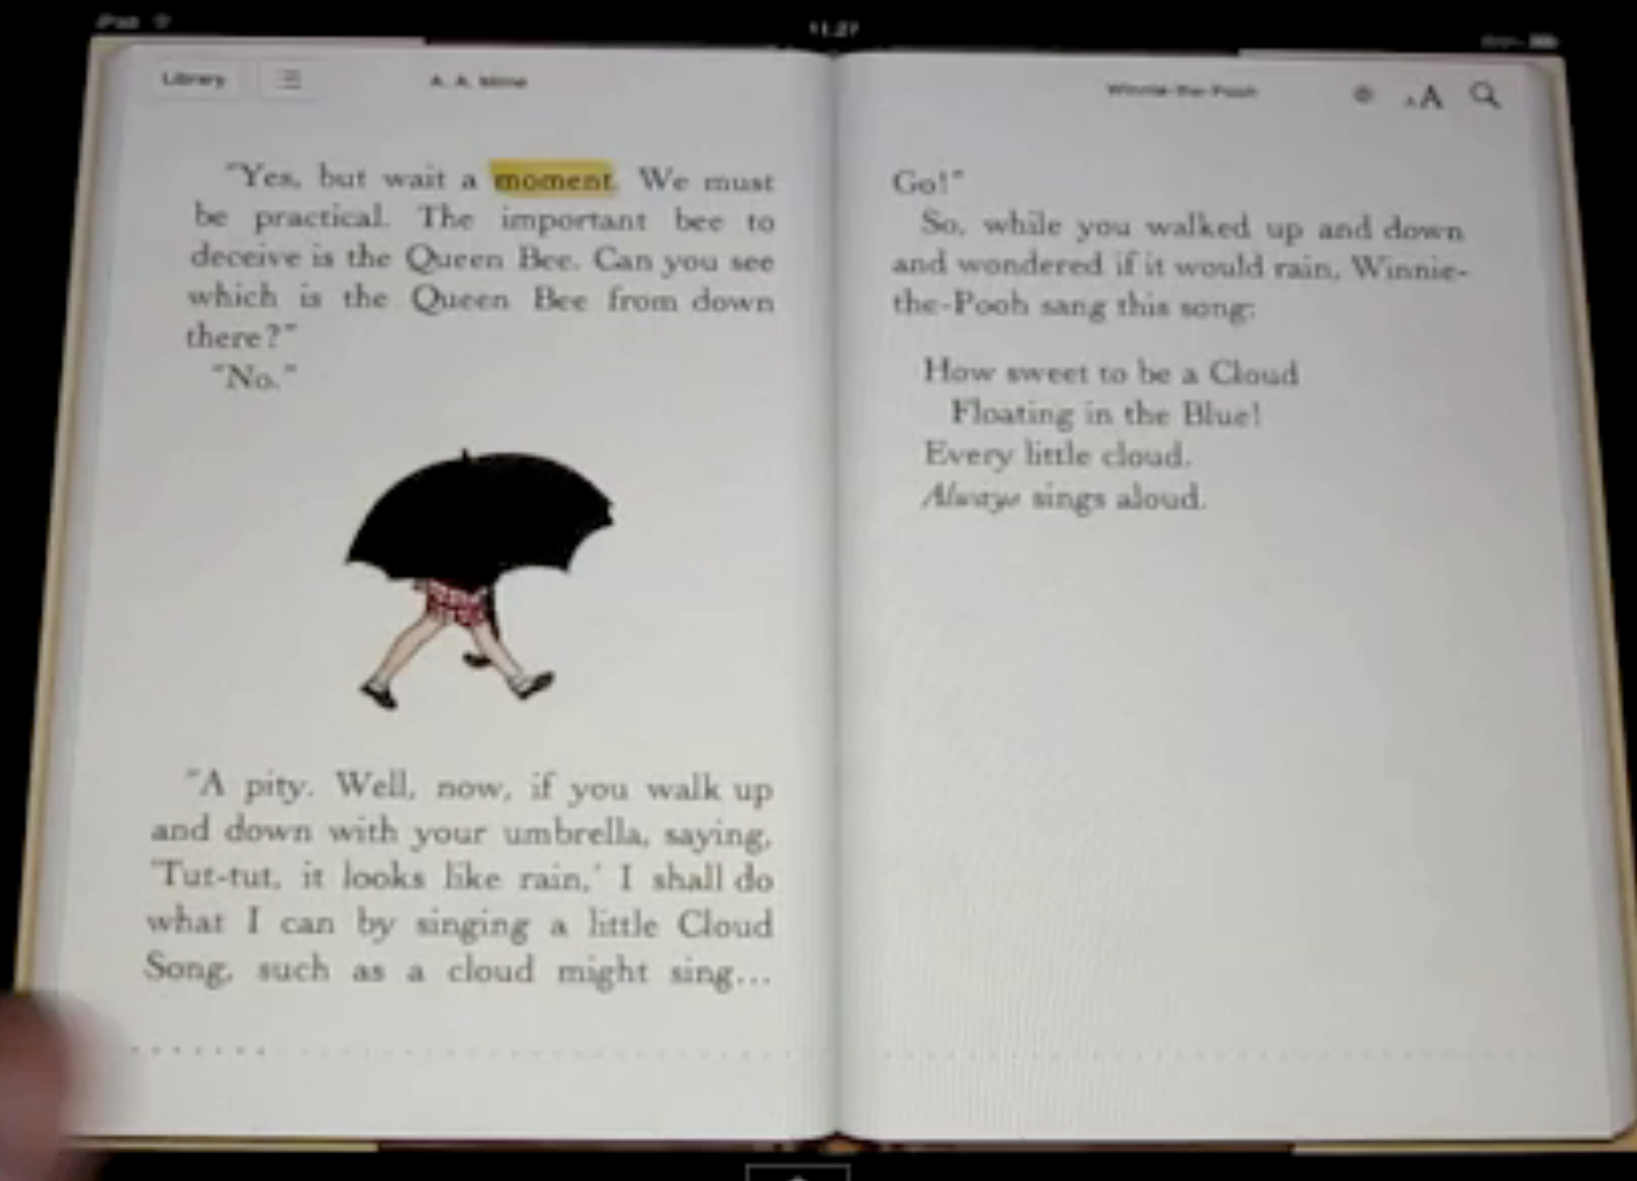 iPad
11:27
Library
A. A. Milne
"Yes, but wait a moment. We must
be practical. The important bee to
deceive is the Queen Bee. Can you see
which is the Queen Bee from down
there?"
"No."
"A pity. Well, now, if you walk up
and down with your umbrella, saying,
'Tut-tut, it looks like rain,' I shall do
what I can by singing a little Cloud
Song, such as a cloud might sing...
Winnie-the-Pooh
AA
Go!"
So, while you walked up and down
and wondered if it would rain, Winnie-
the-Pooh sang this song:
How sweet to be a Cloud
Floating in the Blue!
Every little cloud
Always sings aloud.